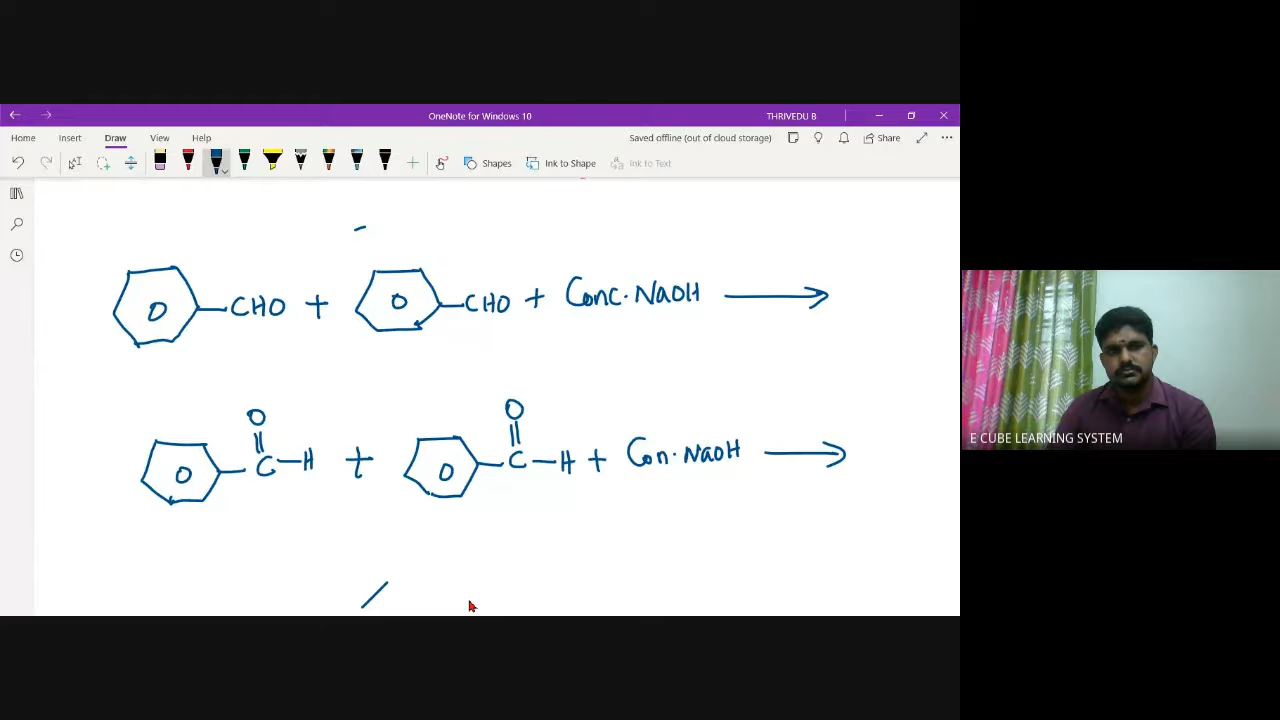 OneNote for Windows 10
THRIVEDU B
Home Insert Draw View Help
Saved offline (out of cloud storage)
Share
Shapes
Ink to Shape
Ink to Text
CHO + CHO + Conc. NaOH
O O
C-H + C-H + Con. NaOH
E CUBE LEARNING SYSTEM